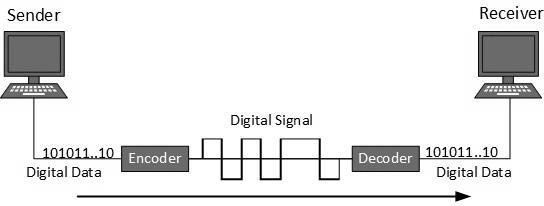 Sender
Receiver
Digital Signal
101011..10
Encoder
Decoder
101011..10
Digital Data
Digital Data